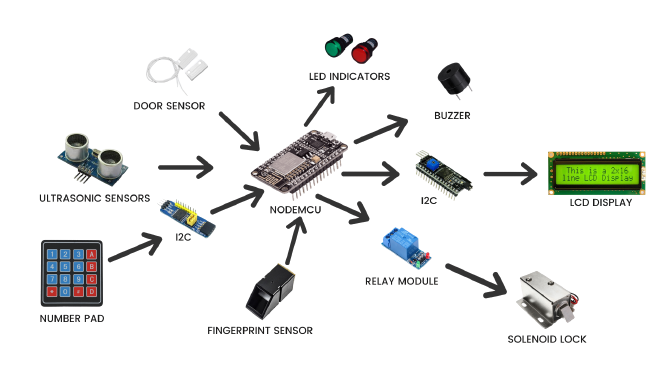 LED INDICATORS
DOOR SENSOR
BUZZER
ULTRASONIC SENSORS
This is a 2x16
line LCD Display
I2C
LCD DISPLAY
NODEMCU
I2C
1 2 3 A
4 5 6 B
7 8 9 C
* 0 # D
RELAY MODULE
NUMBER PAD
FINGERPRINT SENSOR
SOLENOID LOCK